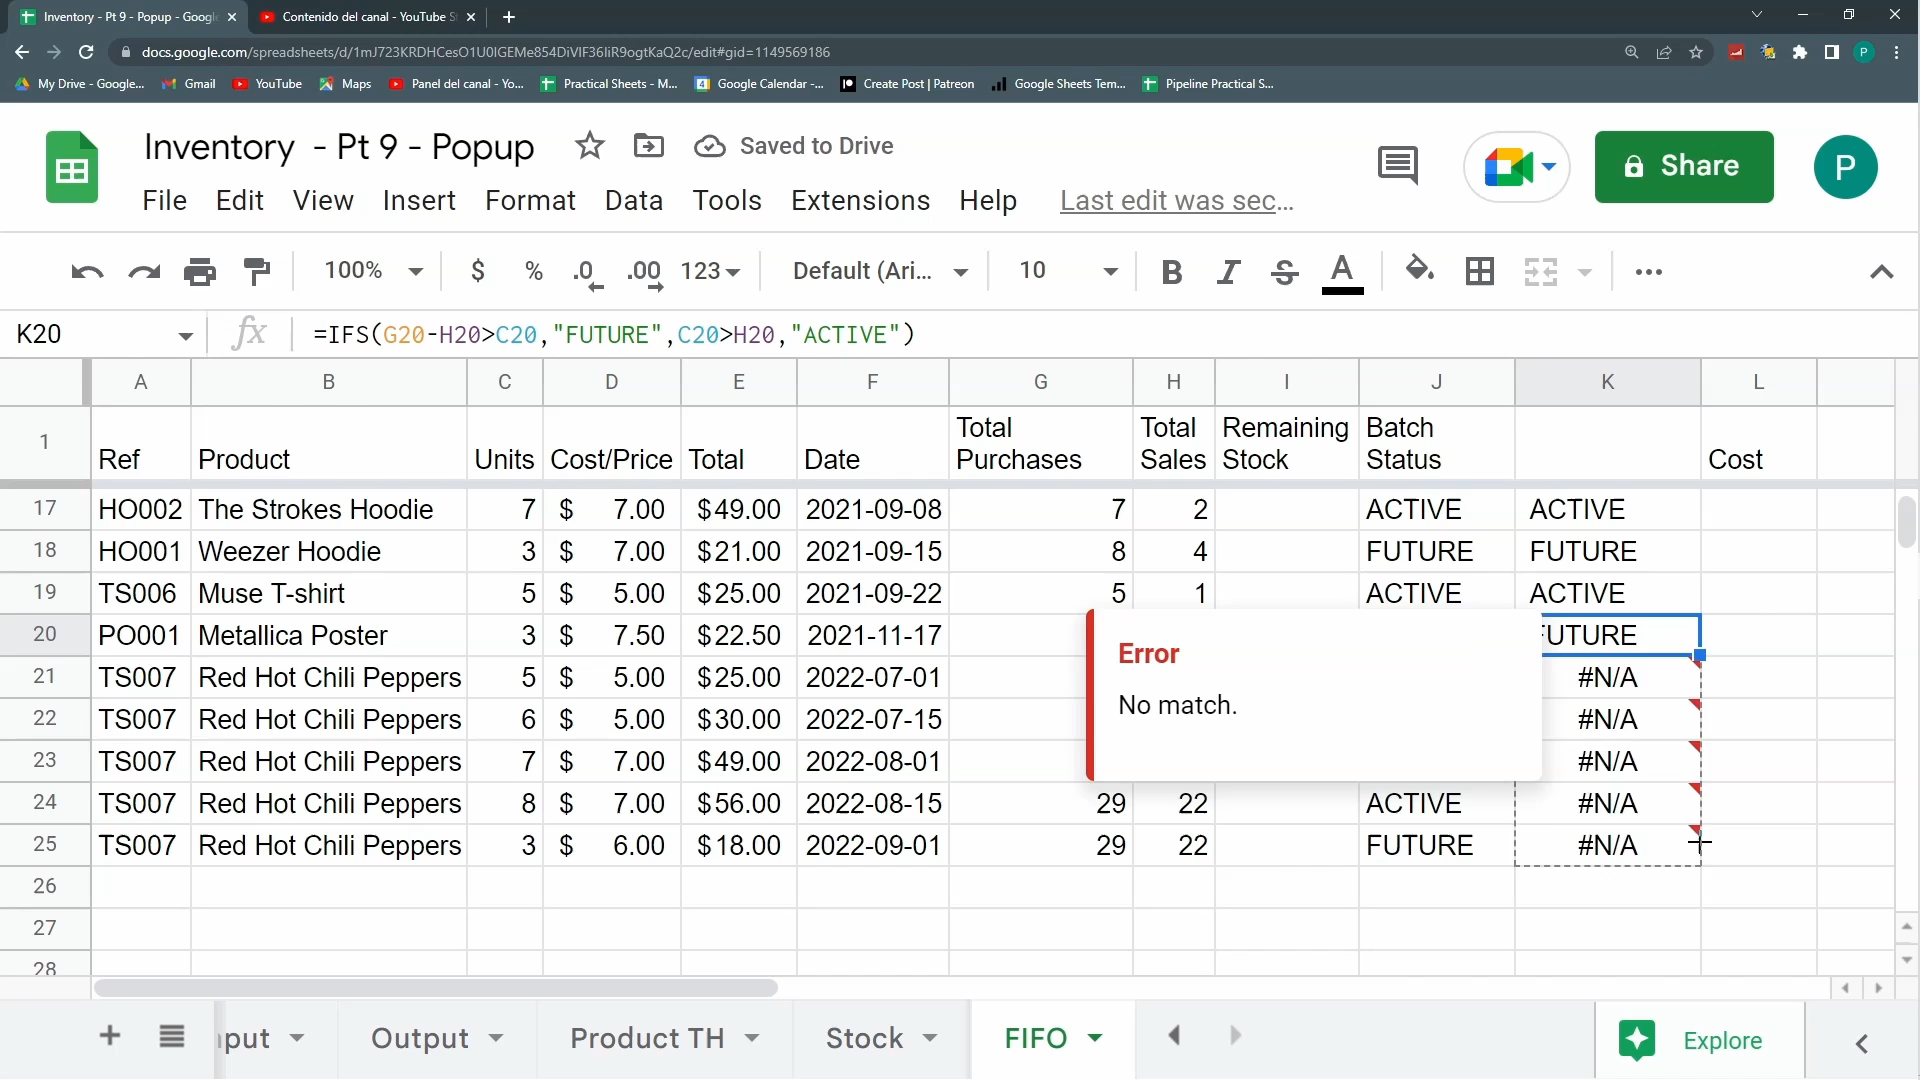 Inventory - Pt 9 - Popup - Google
Contenido del canal - YouTube S
docs.google.com/spreadsheets/d/1mJ723KRDHCesO1U0IGEMe854DiVIF36IiR9ogtKaQ2c/edit#gid=1149569186
P
My Drive - Google...
Gmail
YouTube
Maps
Panel del canal - Yo...
Practical Sheets - M...
Google Calendar -...
Create Post | Patreon
Google Sheets Tem...
Pipeline Practical S...
Inventory - Pt 9 - Popup
Saved to Drive
Share
P
File Edit View Insert Format Data Tools Extensions Help Last edit was sec...
100% $ % .0 .00 123 Default (Ari... 10 B I S A
K20 fx =IFS(G20-H20>C20,"FUTURE",C20>H20,"ACTIVE")
A B C D E F G H I J K L
1 Ref Product Units Cost/Price Total Date Total Purchases Total Sales Remaining Stock Batch Status Cost
17 HO002 The Strokes Hoodie 7 $ 7.00 $49.00 2021-09-08 7 2 ACTIVE ACTIVE
18 HO001 Weezer Hoodie 3 $ 7.00 $21.00 2021-09-15 8 4 FUTURE FUTURE
19 TS006 Muse T-shirt 5 $ 5.00 $25.00 2021-09-22 5 1 ACTIVE ACTIVE
20 PO001 Metallica Poster 3 $ 7.50 $22.50 2021-11-17 FUTURE
21 TS007 Red Hot Chili Peppers 5 $ 5.00 $25.00 2022-07-01 #N/A
22 TS007 Red Hot Chili Peppers 6 $ 5.00 $30.00 2022-07-15 #N/A
23 TS007 Red Hot Chili Peppers 7 $ 7.00 $49.00 2022-08-01 #N/A
24 TS007 Red Hot Chili Peppers 8 $ 7.00 $56.00 2022-08-15 29 22 ACTIVE #N/A
25 TS007 Red Hot Chili Peppers 3 $ 6.00 $18.00 2022-09-01 29 22 FUTURE #N/A
26
27
28
Error
No match.
put Output Product TH Stock FIFO Explore